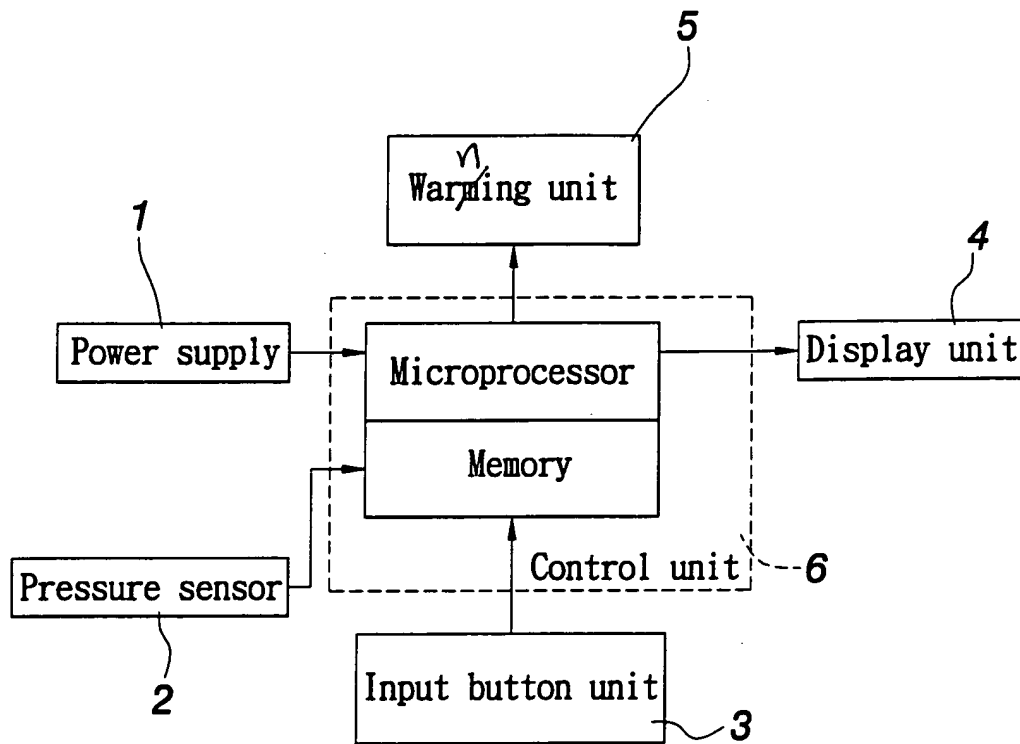 5
n
Warming unit
1
4
Power supply
Microprocessor
Display unit
Memory
Pressure sensor
Control unit
6
2
Input button unit
3